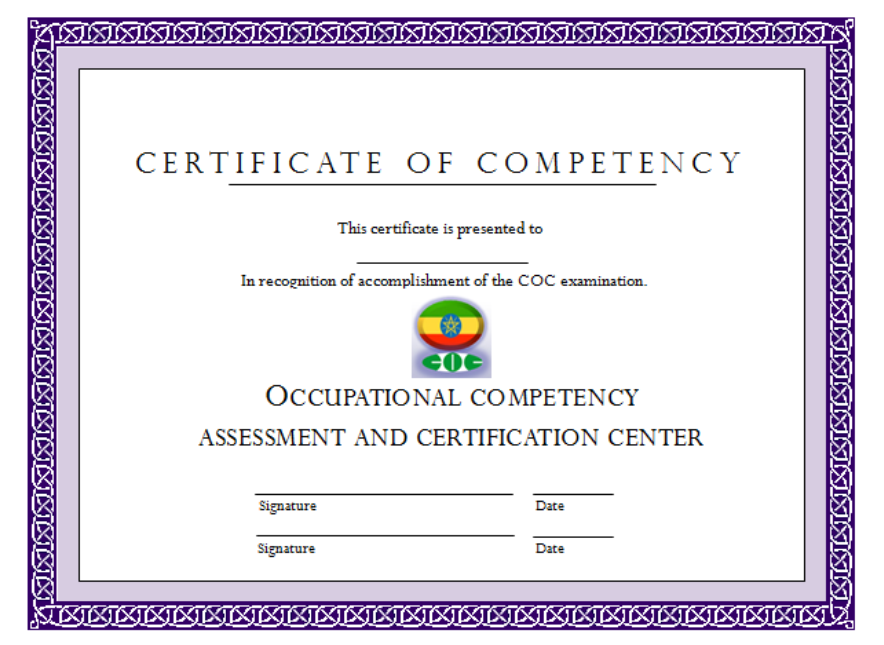 CERTIFICATE OF COMPETENCY
This certificate is presented to
In recognition of accomplishment of the COC examination.
COC
OCCUPATIONAL COMPETENCY
ASSESSMENT AND CERTIFICATION CENTER
Signature Date
Signature Date